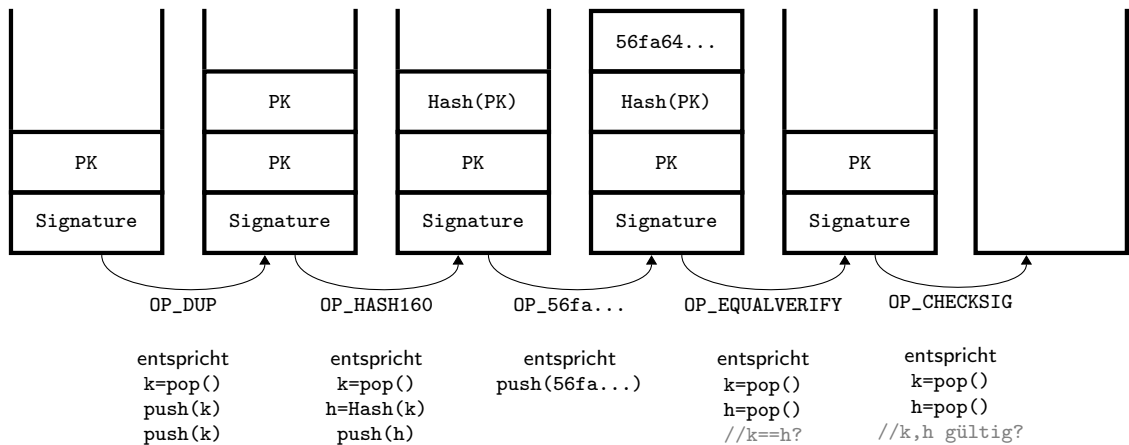 56fa64...
PK Hash(PK) Hash(PK)
PK PK PK PK PK
Signature Signature Signature Signature Signature
OP_DUP OP_HASH160 OP_56fa... OP_EQUALVERIFY OP_CHECKSIG
entspricht entspricht entspricht entspricht entspricht
k=pop() k=pop() push(56fa...) k=pop() k=pop()
push(k) h=Hash(k) h=pop() h=pop()
push(k) push(h) //k==h? //k,h gültig?